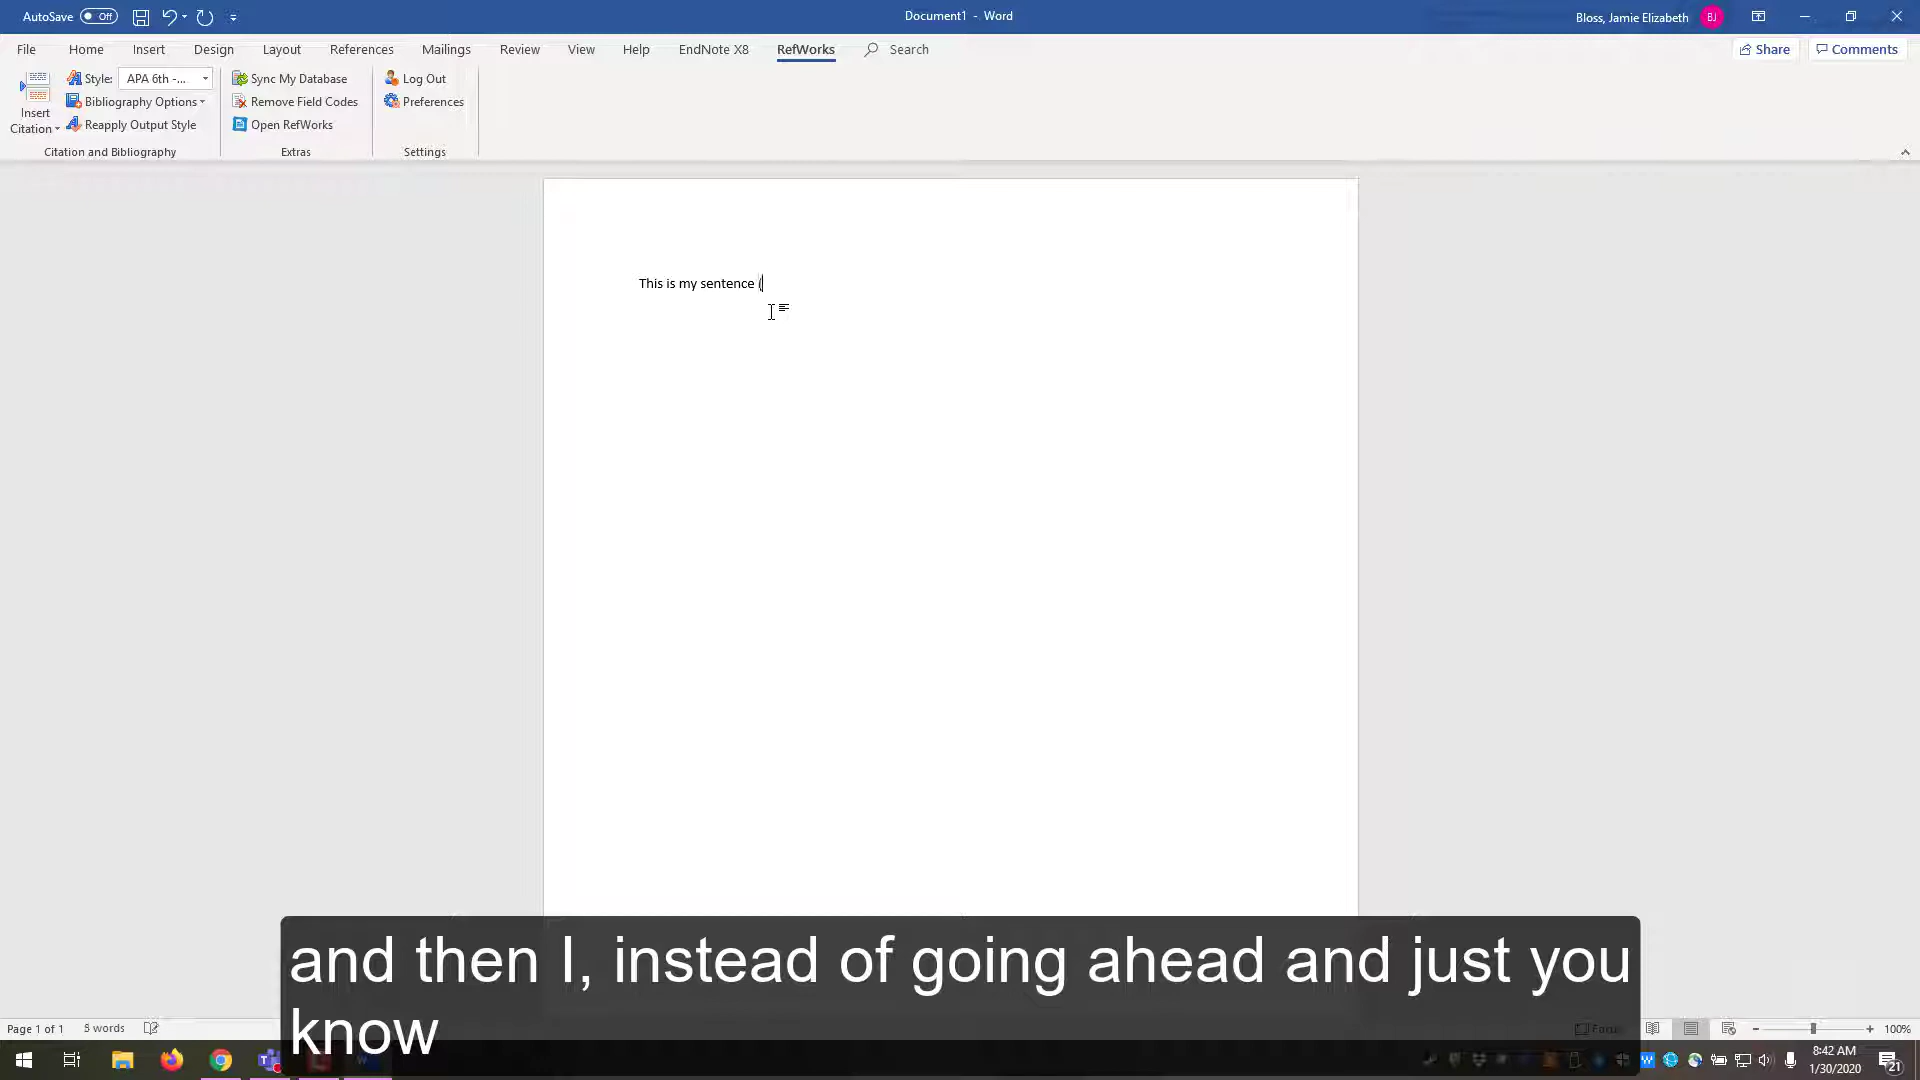 AutoSave Off Document1 - Word Bloss, Jamie Elizabeth BJ
File Home Insert Design Layout References Mailings Review View Help EndNote X8 RefWorks Search Share Comments
Style: APA 6th -... Sync My Database Log Out
Bibliography Options Remove Field Codes Preferences
Insert
Citation Reapply Output Style Open RefWorks
Citation and Bibliography Extras Settings
This is my sentence (
and then I, instead of going ahead and just you
know
Page 1 of 1 words 100%
8:42 AM
1/30/2020
21